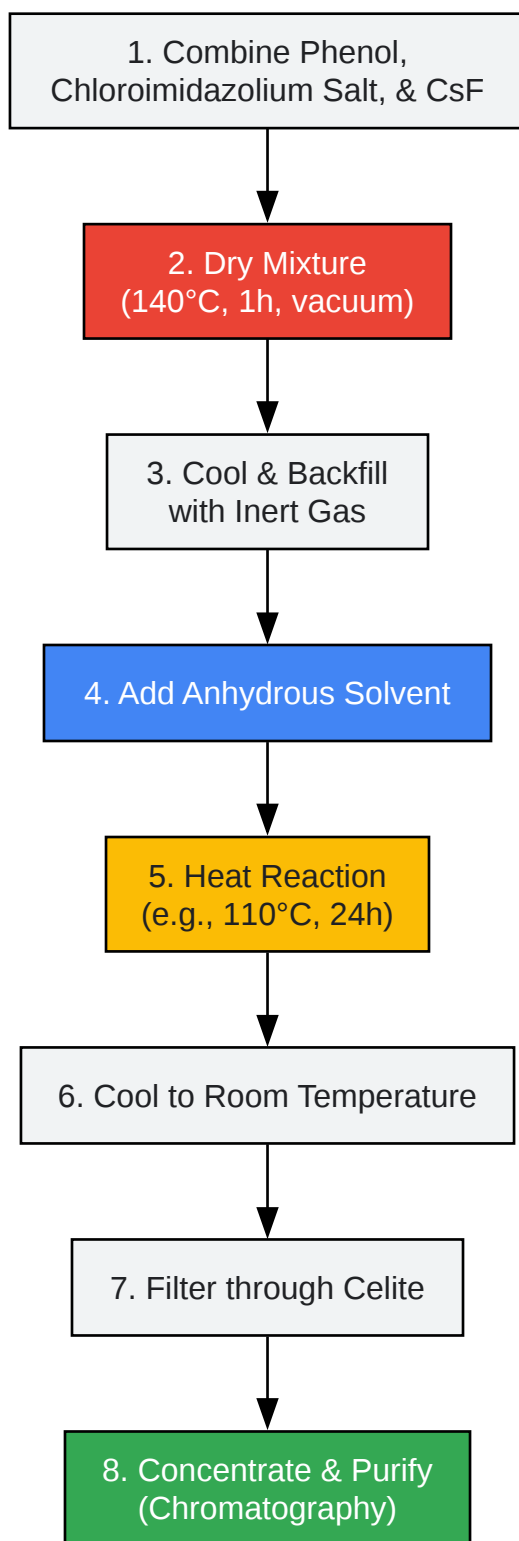 1. Combine Phenol,
Chloroimidazolium Salt, & CsF
2. Dry Mixture
(140°C, 1h, vacuum)
3. Cool & Backfill
with Inert Gas
4. Add Anhydrous Solvent
5. Heat Reaction
(e.g., 110°C, 24h)
6. Cool to Room Temperature
7. Filter through Celite
8. Concentrate & Purify
(Chromatography)